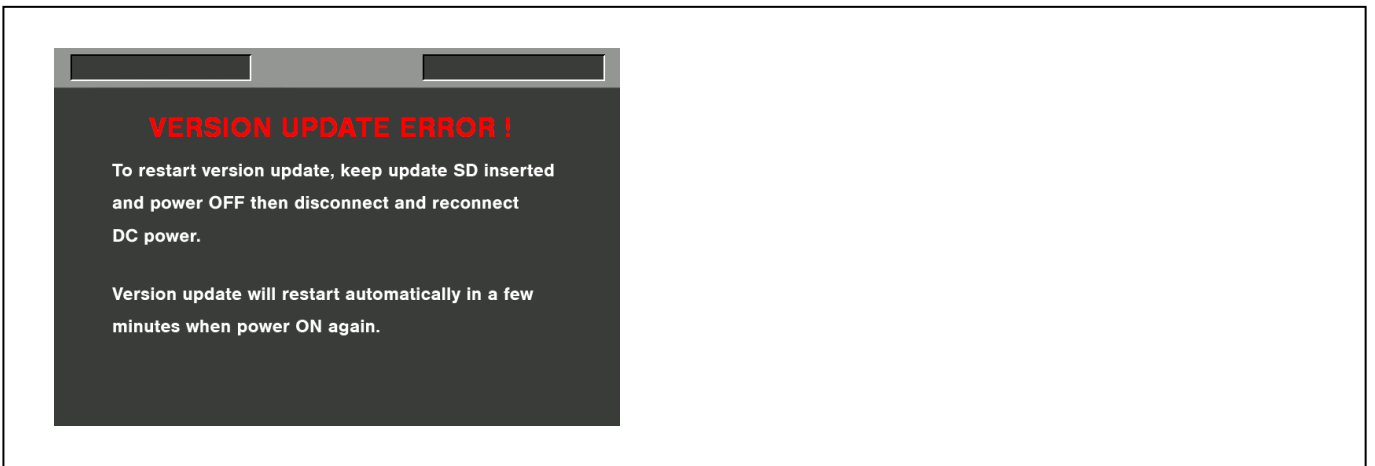 VERSION UPDATE ERROR !
To restart version update, keep update SD inserted
and power OFF then disconnect and reconnect
DC power.
Version update will restart automatically in a few
minutes when power ON again.